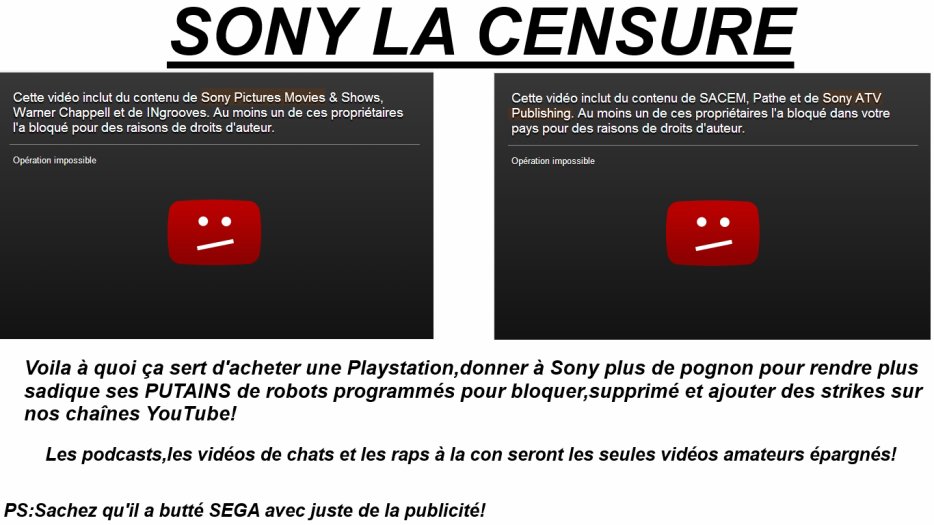 SONY LA CENSURE
Cette vidéo inclut du contenu de Sony Pictures Movies & Shows,
Warner Chappell et de INgrooves. Au moins un de ces propriétaires
l'a bloqué pour des raisons de droits d'auteur.
Opération impossible
Cette vidéo inclut du contenu de SACEM, Pathe et de Sony ATV
Publishing. Au moins un de ces propriétaires l'a bloqué dans votre
pays pour des raisons de droits d'auteur.
Opération impossible
Voila à quoi ça sert d'acheter une Playstation,donner à Sony plus de pognon pour rendre plus
sadique ses PUTAINS de robots programmés pour bloquer,supprimé et ajouter des strikes sur
nos chaînes YouTube!
Les podcasts,les vidéos de chats et les raps à la con seront les seules vidéos amateurs épargnés!
PS:Sachez qu'il a butté SEGA avec juste de la publicité!